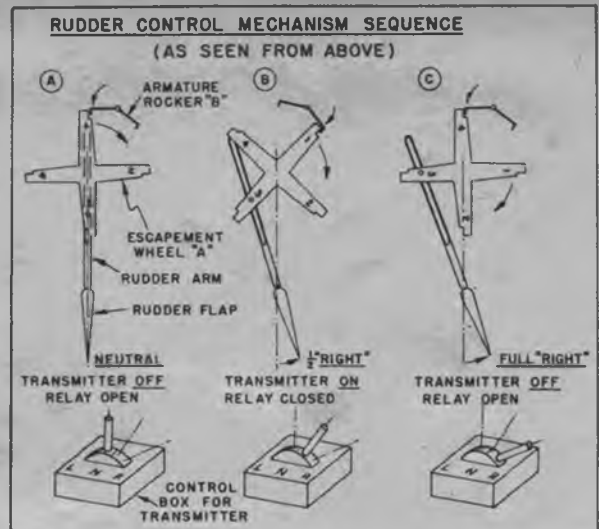 RUDDER CONTROL MECHANISM SEQUENCE
(AS SEEN FROM ABOVE)
A
B
C
ARMATURE
ROCKER "B"
ESCAPEMENT
WHEEL "A"
RUDDER ARM
RUDDER FLAP
NEUTRAL
TRANSMITTER OFF
RELAY OPEN
½ "RIGHT"
TRANSMITTER ON
RELAY CLOSED
FULL "RIGHT"
TRANSMITTER OFF
RELAY OPEN
L N R
L N R
L N R
CONTROL
BOX FOR
TRANSMITTER